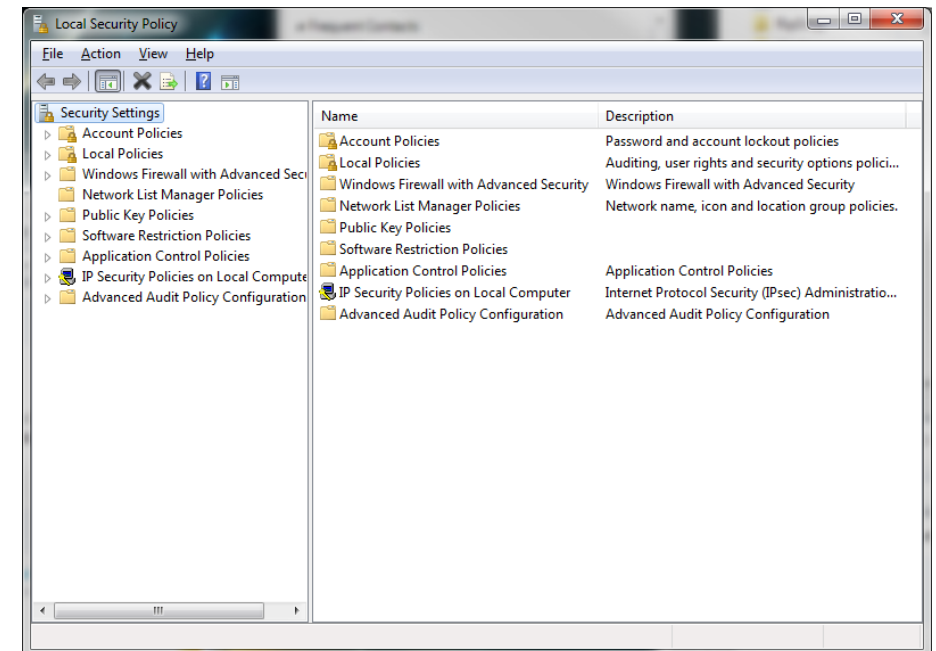 Local Security Policy
File Action View Help
Security Settings
Account Policies
Local Policies
Windows Firewall with Advanced Secu
Network List Manager Policies
Public Key Policies
Software Restriction Policies
Application Control Policies
IP Security Policies on Local Compute
Advanced Audit Policy Configuration
Name Description
Account Policies Password and account lockout policies
Local Policies Auditing, user rights and security options polici...
Windows Firewall with Advanced Security Windows Firewall with Advanced Security
Network List Manager Policies Network name, icon and location group policies.
Public Key Policies
Software Restriction Policies
Application Control Policies Application Control Policies
IP Security Policies on Local Computer Internet Protocol Security (IPsec) Administratio...
Advanced Audit Policy Configuration Advanced Audit Policy Configuration